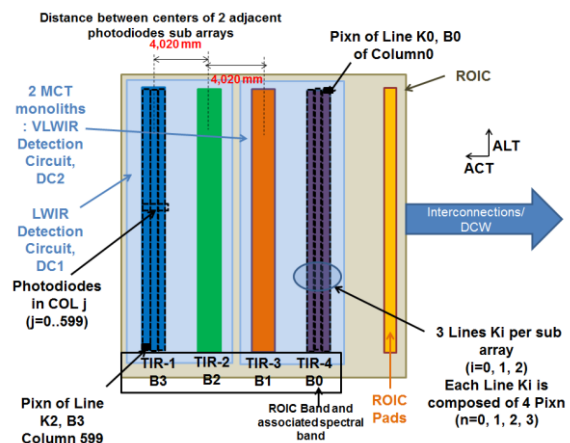 Distance between centers of 2 adjacent
photodiodes sub arrays
4,020 mm
4,020 mm
Pixn of Line K0, B0
of Column0
ROIC
2 MCT monoliths
: VLWIR
Detection
Circuit,
DC2
LWIR
Detection
Circuit,
DC1
Photodiodes
in COL j
(j=0..599)
Pixn of Line
K2, B3
Column 599
ALT
ACT
Interconnections/
DCW
3 Lines Ki per sub
array
(i=0, 1, 2)
Each Line Ki is
composed of 4 Pixn
(n=0, 1, 2, 3)
TIR-1 TIR-2 TIR-3 TIR-4
B3 B2 B1 B0
ROIC Band and
associated spectral
band
ROIC
Pads